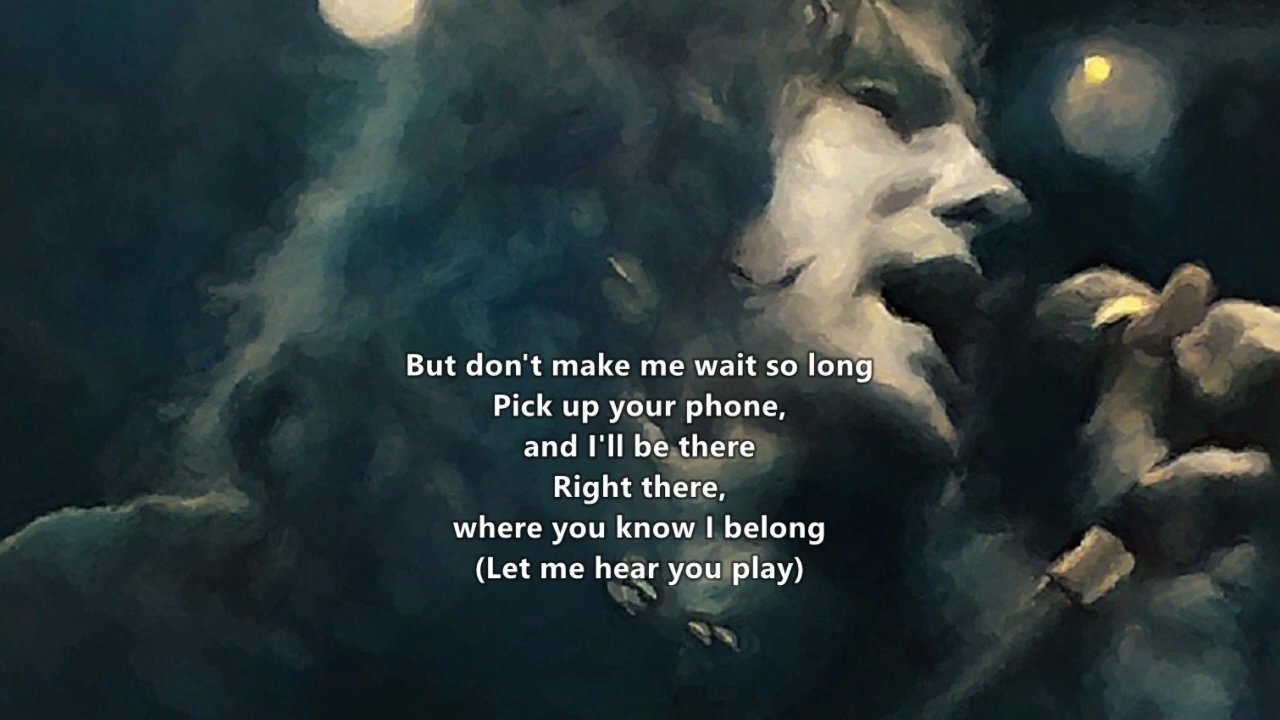 But don't make me wait so long
Pick up your phone,
and I'll be there
Right there,
where you know I belong
(Let me hear you play)